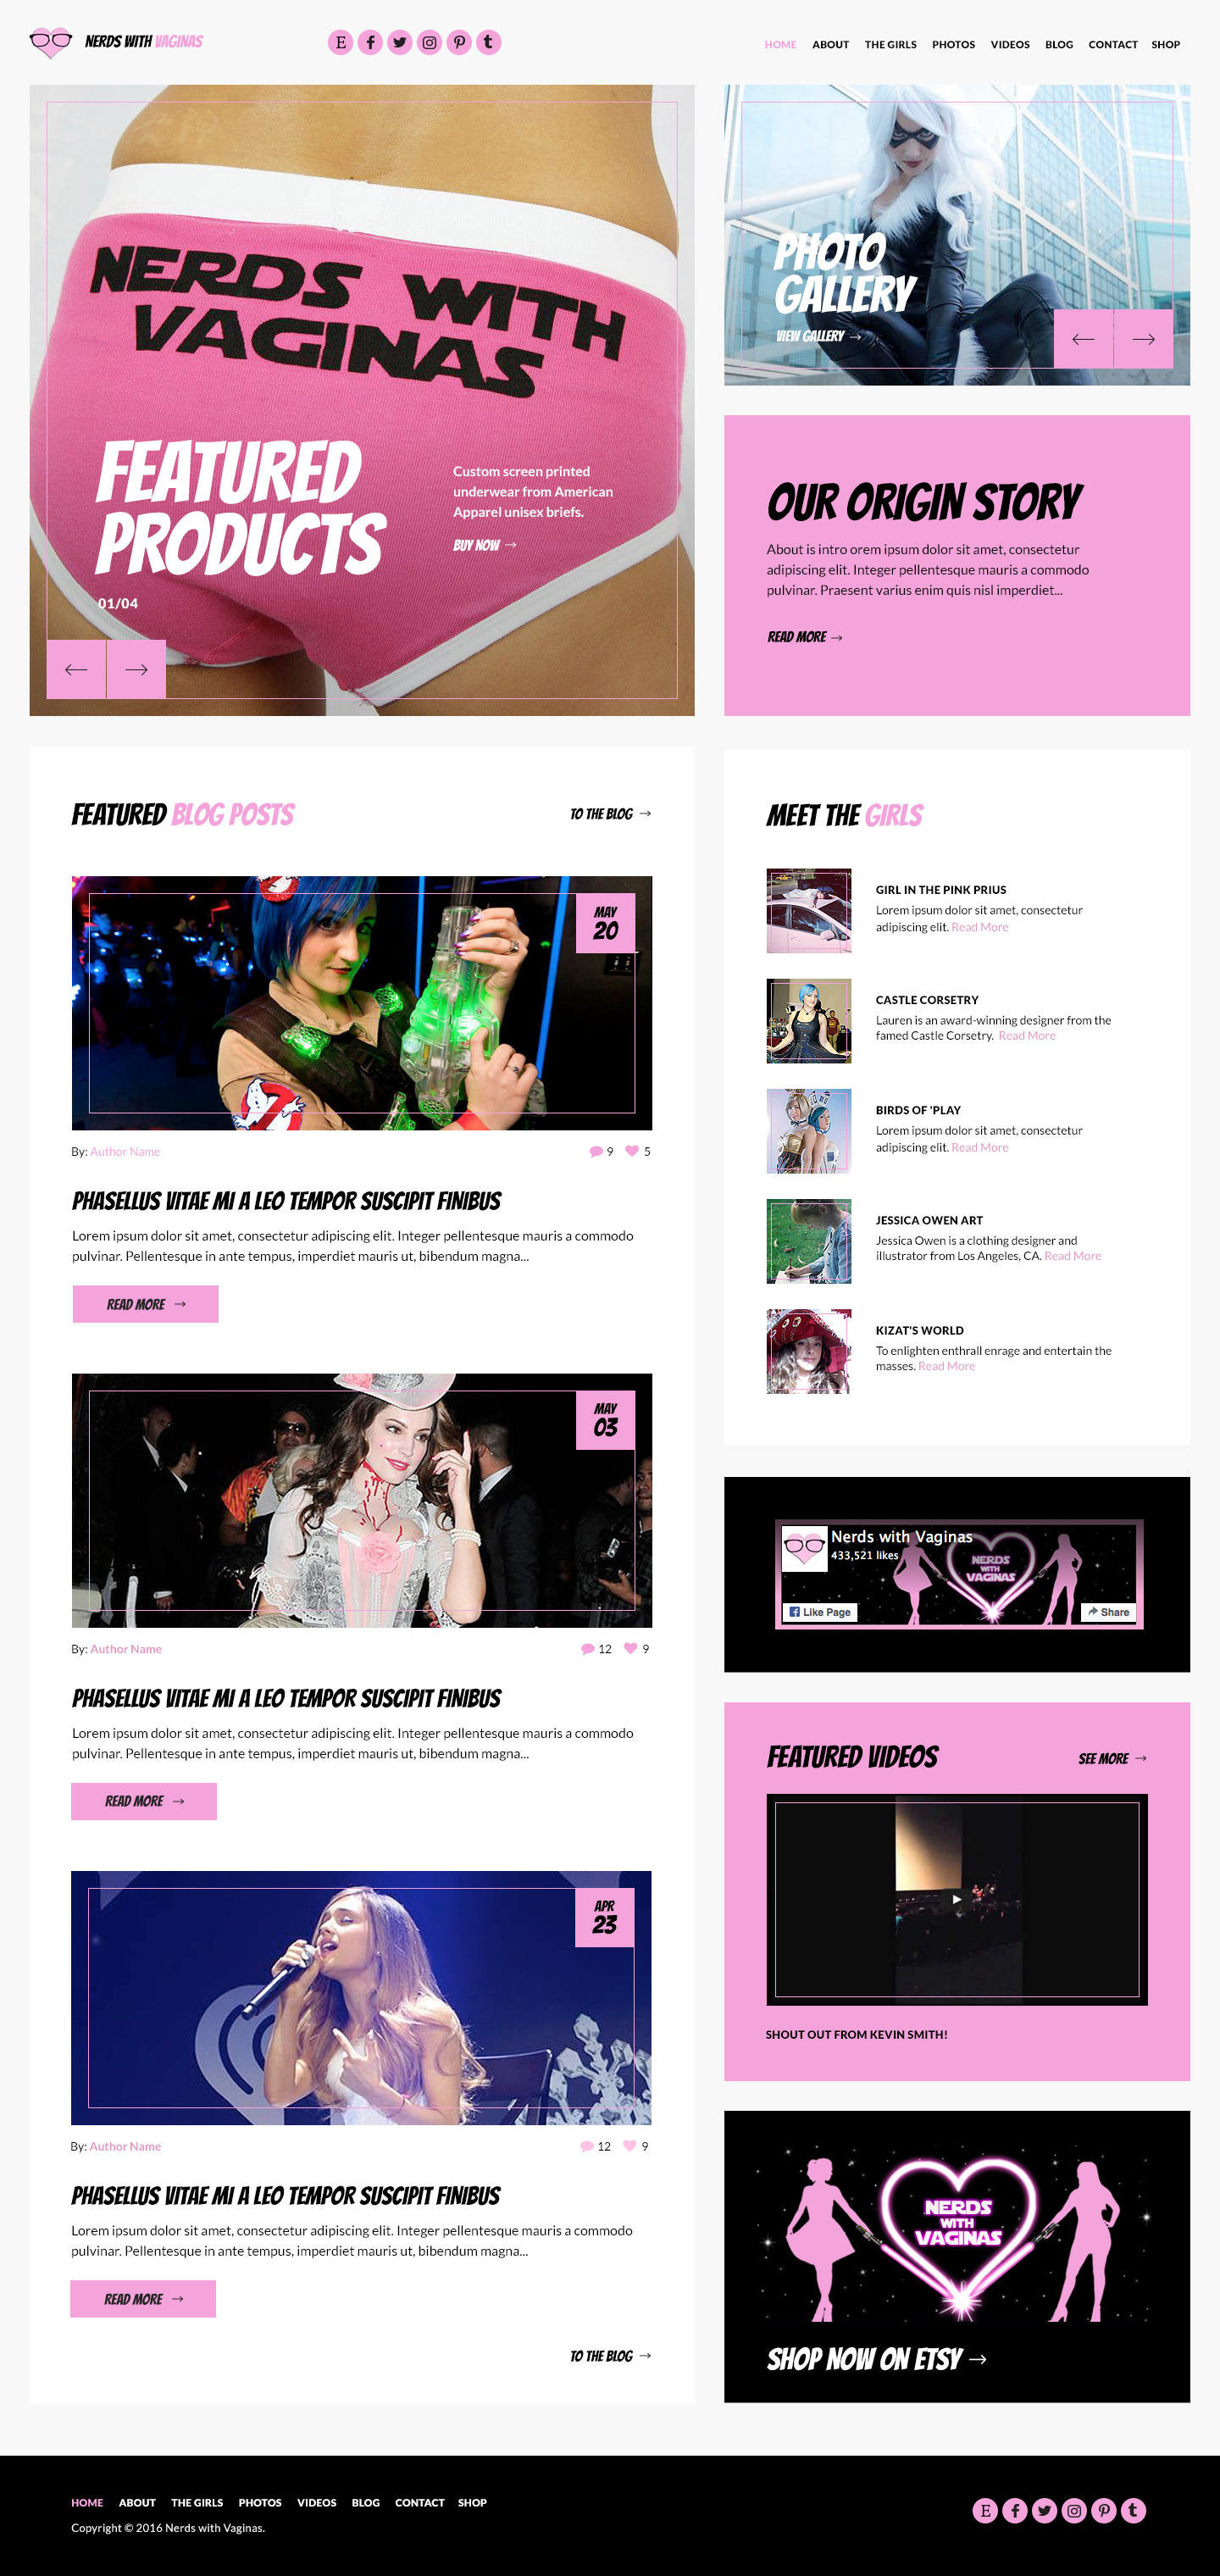 NERDS WITH VAGINAS
HOME ABOUT THE GIRLS PHOTOS VIDEOS BLOG CONTACT SHOP
NERDS WITH
VAGINAS
FEATURED
PRODUCTS
Custom screen printed
underwear from American
Apparel unisex briefs.
BUY NOW →
01/04
PHOTO
GALLERY
VIEW GALLERY →
OUR ORIGIN STORY
About is intro orem ipsum dolor sit amet, consectetur
adipiscing elit. Integer pellentesque mauris a commodo
pulvinar. Praesent varius enim quis nisl imperdiet...
READ MORE →
FEATURED BLOG POSTS
TO THE BLOG →
MAY
20
By: Author Name
9 5
PHASELLUS VITAE MI A LEO TEMPOR SUSCIPIT FINIBUS
Lorem ipsum dolor sit amet, consectetur adipiscing elit. Integer pellentesque mauris a commodo
pulvinar. Pellentesque in ante tempus, imperdiet mauris ut, bibendum magna...
READ MORE →
MAY
03
By: Author Name
12 9
PHASELLUS VITAE MI A LEO TEMPOR SUSCIPIT FINIBUS
Lorem ipsum dolor sit amet, consectetur adipiscing elit. Integer pellentesque mauris a commodo
pulvinar. Pellentesque in ante tempus, imperdiet mauris ut, bibendum magna...
READ MORE →
APR
23
By: Author Name
12 9
PHASELLUS VITAE MI A LEO TEMPOR SUSCIPIT FINIBUS
Lorem ipsum dolor sit amet, consectetur adipiscing elit. Integer pellentesque mauris a commodo
pulvinar. Pellentesque in ante tempus, imperdiet mauris ut, bibendum magna...
READ MORE →
TO THE BLOG →
MEET THE GIRLS
GIRL IN THE PINK PRIUS
Lorem ipsum dolor sit amet, consectetur
adipiscing elit. Read More
CASTLE CORSETRY
Lauren is an award-winning designer from the
famed Castle Corsetry. Read More
BIRDS OF 'PLAY
Lorem ipsum dolor sit amet, consectetur
adipiscing elit. Read More
JESSICA OWEN ART
Jessica Owen is a clothing designer and
illustrator from Los Angeles, CA. Read More
KIZAT'S WORLD
To enlighten enthrall enrage and entertain the
masses. Read More
Nerds with Vaginas
433,521 likes
NERDS
WITH
VAGINAS
Like Page
Share
FEATURED VIDEOS
SEE MORE →
SHOUT OUT FROM KEVIN SMITH!
NERDS
WITH
VAGINAS
SHOP NOW ON ETSY →
HOME ABOUT THE GIRLS PHOTOS VIDEOS BLOG CONTACT SHOP
Copyright © 2016 Nerds with Vaginas.